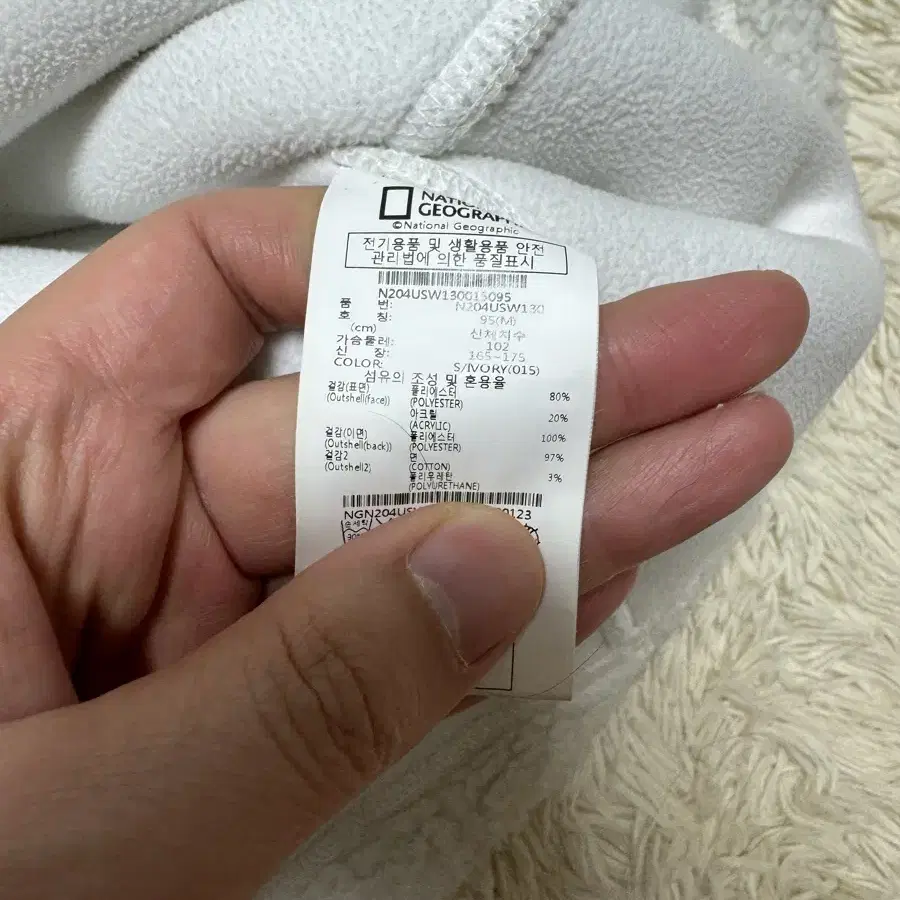 NATIONAL
GEOGRAPHIC
©National Geographic
전기용품 및 생활용품 안전
관리법에 의한 품질표시
N204USW130015095
품 번: N204USW130
호 칭: 95(M)
(cm) 신체치수
가슴둘레: 102
신 장: 165~175
COLOR: S/IVORY(015)
섬유의 조성 및 혼용율
겉감(표면) 폴리에스터 80%
(Outshell(face)) (POLYESTER)
아크릴 20%
(ACRYLIC)
겉감(이면) 폴리에스터 100%
(Outshell(back)) (POLYESTER)
겉감2 면 97%
(Outshell2) (COTTON)
폴리우레탄 3%
(POLYURETHANE)
손세탁